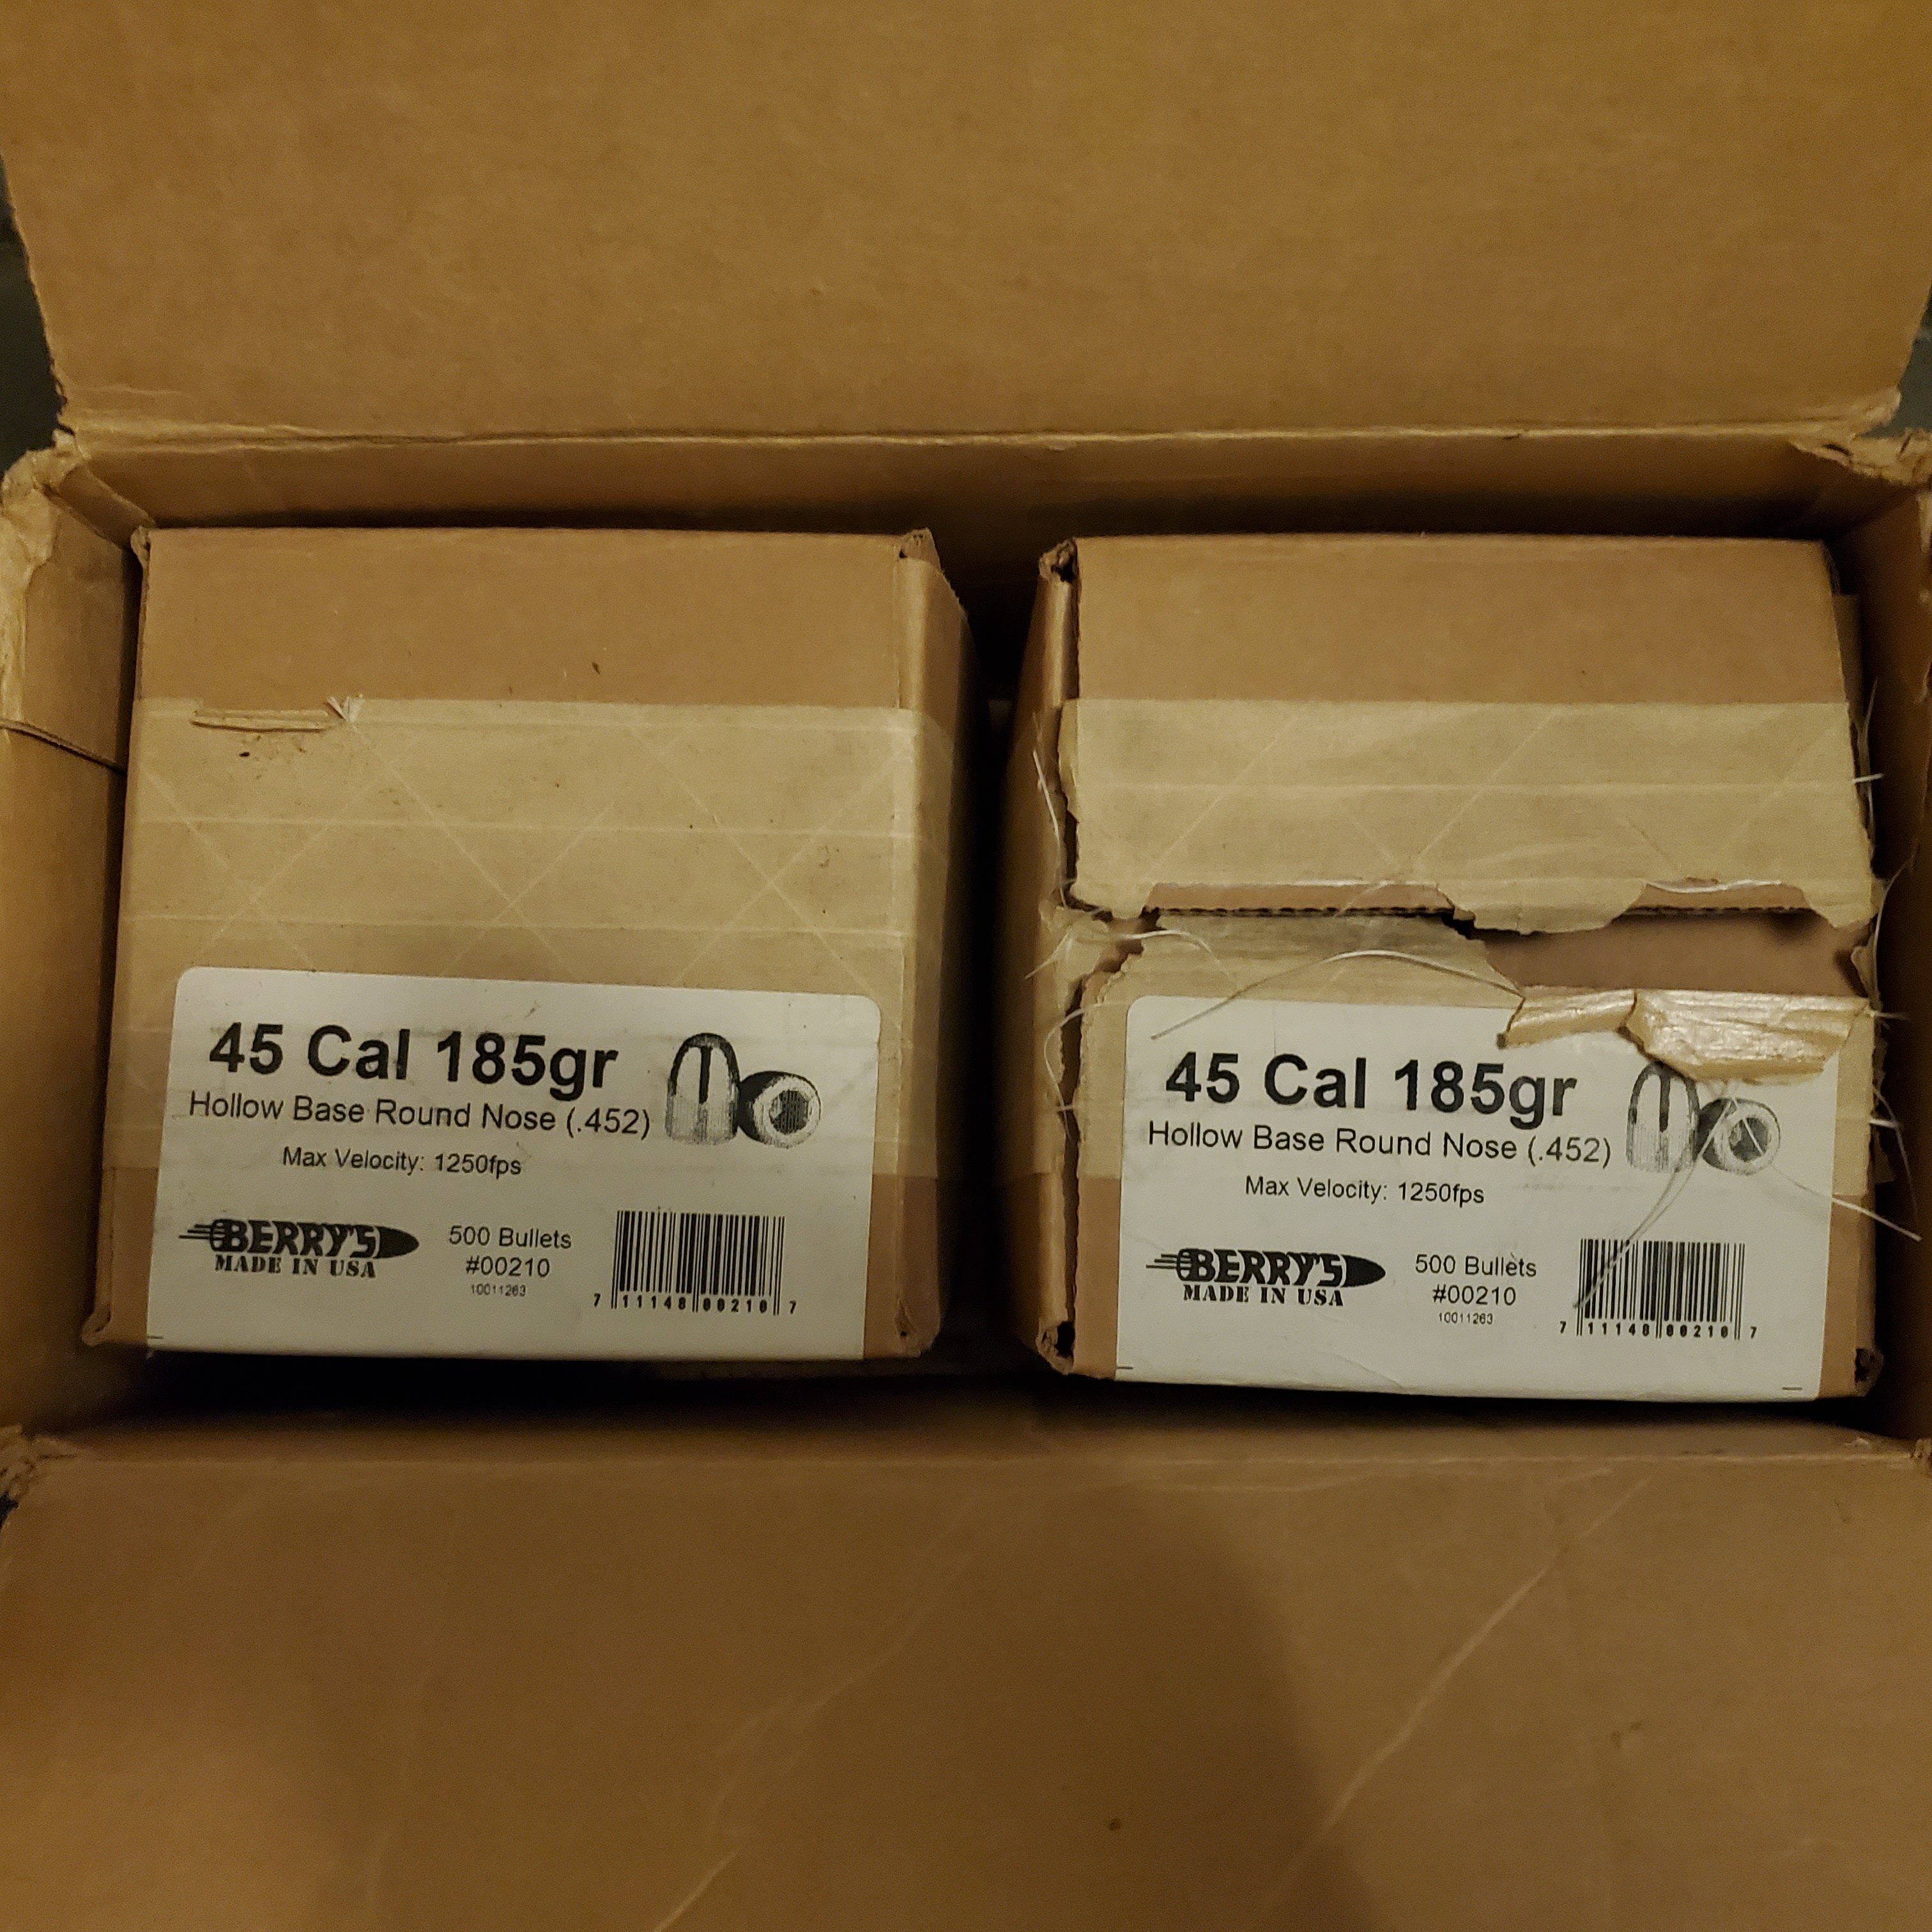 45 Cal 185gr
Hollow Base Round Nose (.452)
Max Velocity: 1250fps
BERRY'S
MADE IN USA
500 Bullets
#00210
10011263
7 11148 00210 7
45 Cal 185gr
Hollow Base Round Nose (.452)
Max Velocity: 1250fps
BERRY'S
MADE IN USA
500 Bullets
#00210
10011263
7 11148 00210 7